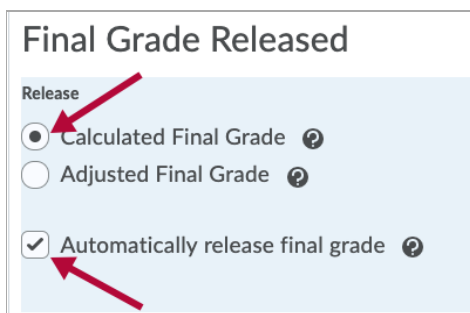 Final Grade Released
Release
Calculated Final Grade
Adjusted Final Grade
Automatically release final grade